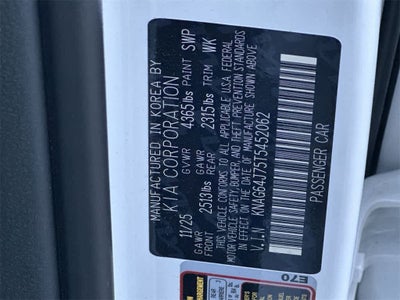 MANUFACTURED IN KOREA BY
KIA CORPORATION
11/25 GVWR 4365lbs PAINT SWP
GAWR FRONT 2513lbs GAWR REAR 2315lbs TRIM WK
THIS VEHICLE CONFORMS TO ALL APPLICABLE U.S.A FEDERAL
MOTOR VEHICLE SAFETY, BUMPER, AND THEFT PREVENTION STANDARDS
IN EFFECT ON THE DATE OF MANUFACTURE SHOWN ABOVE
V.I.N KNAG64J75T5452062
PASSENGER CAR
E70